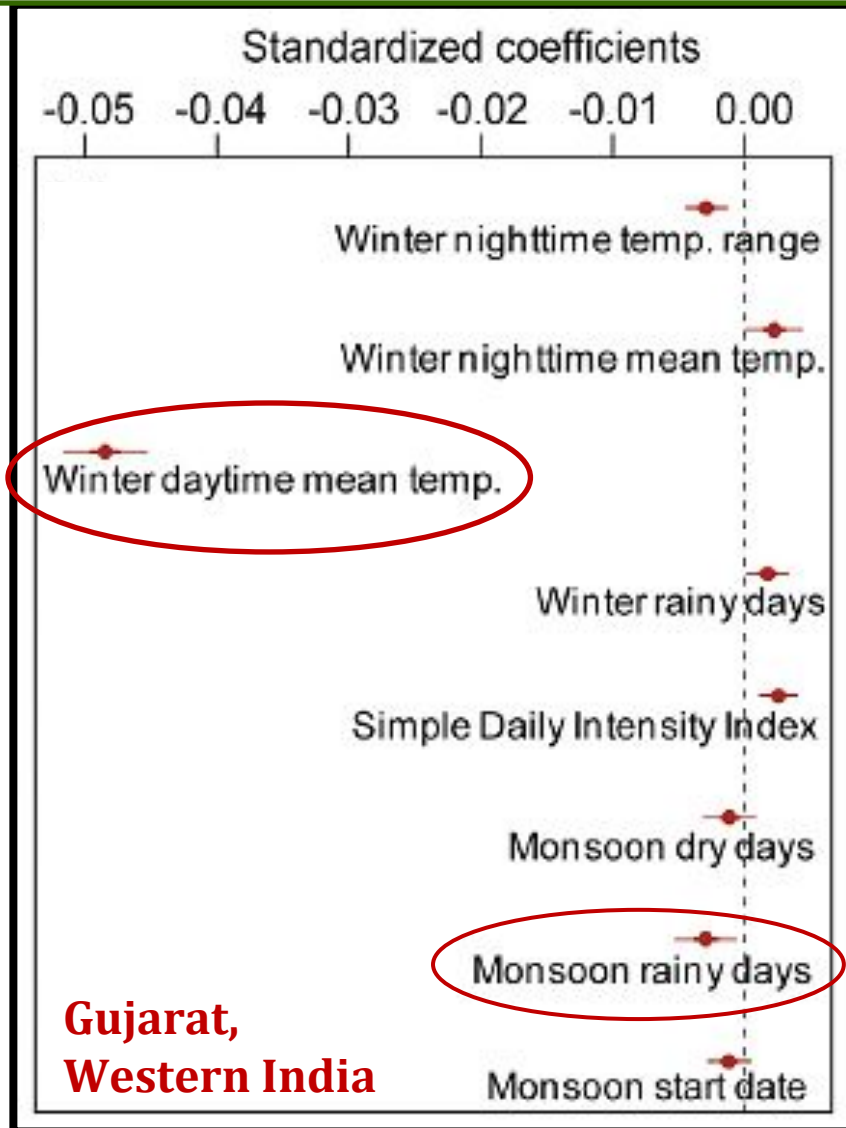 Standardized coefficients
-0.05 -0.04 -0.03 -0.02 -0.01 0.00
Winter nighttime temp. range
Winter nighttime mean temp.
Winter daytime mean temp.
Winter rainy days
Simple Daily Intensity Index
Monsoon dry days
Monsoon rainy days
Gujarat,
Western India
Monsoon start date